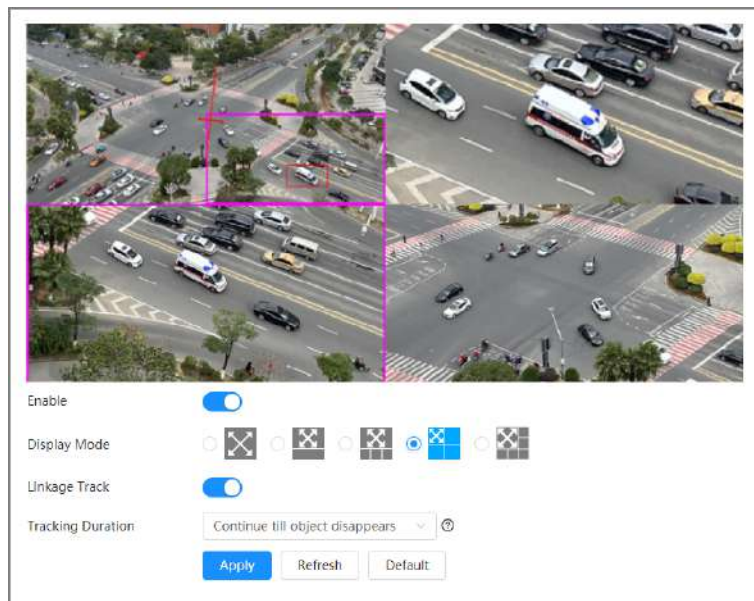 Enable
Display Mode
Linkage Track
Tracking Duration
Continue till object disappears
Apply
Refresh
Default